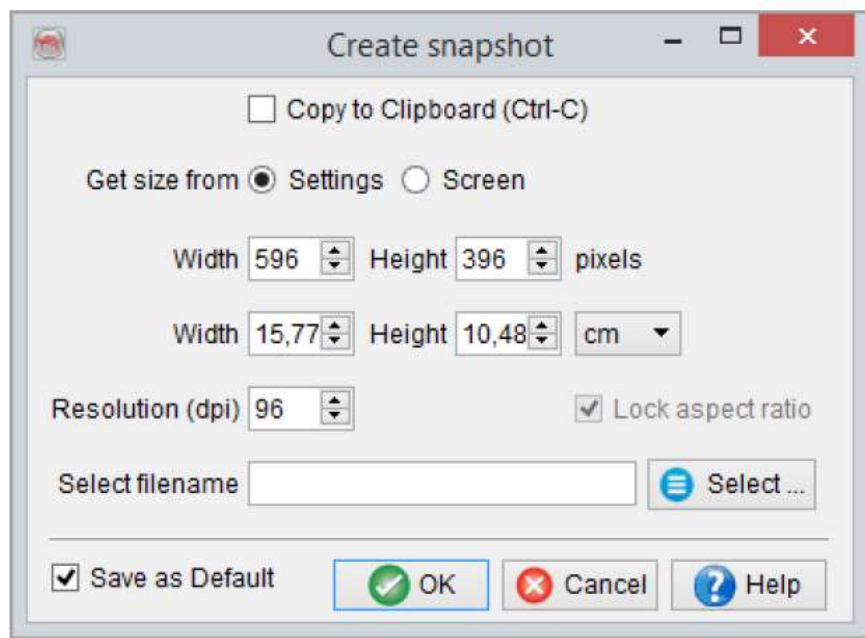 Create snapshot
Copy to Clipboard (Ctrl-C)
Get size from Settings Screen
Width 596 Height 396 pixels
Width 15,77 Height 10,48 cm
Resolution (dpi) 96 Lock aspect ratio
Select filename Select ...
Save as Default OK Cancel Help